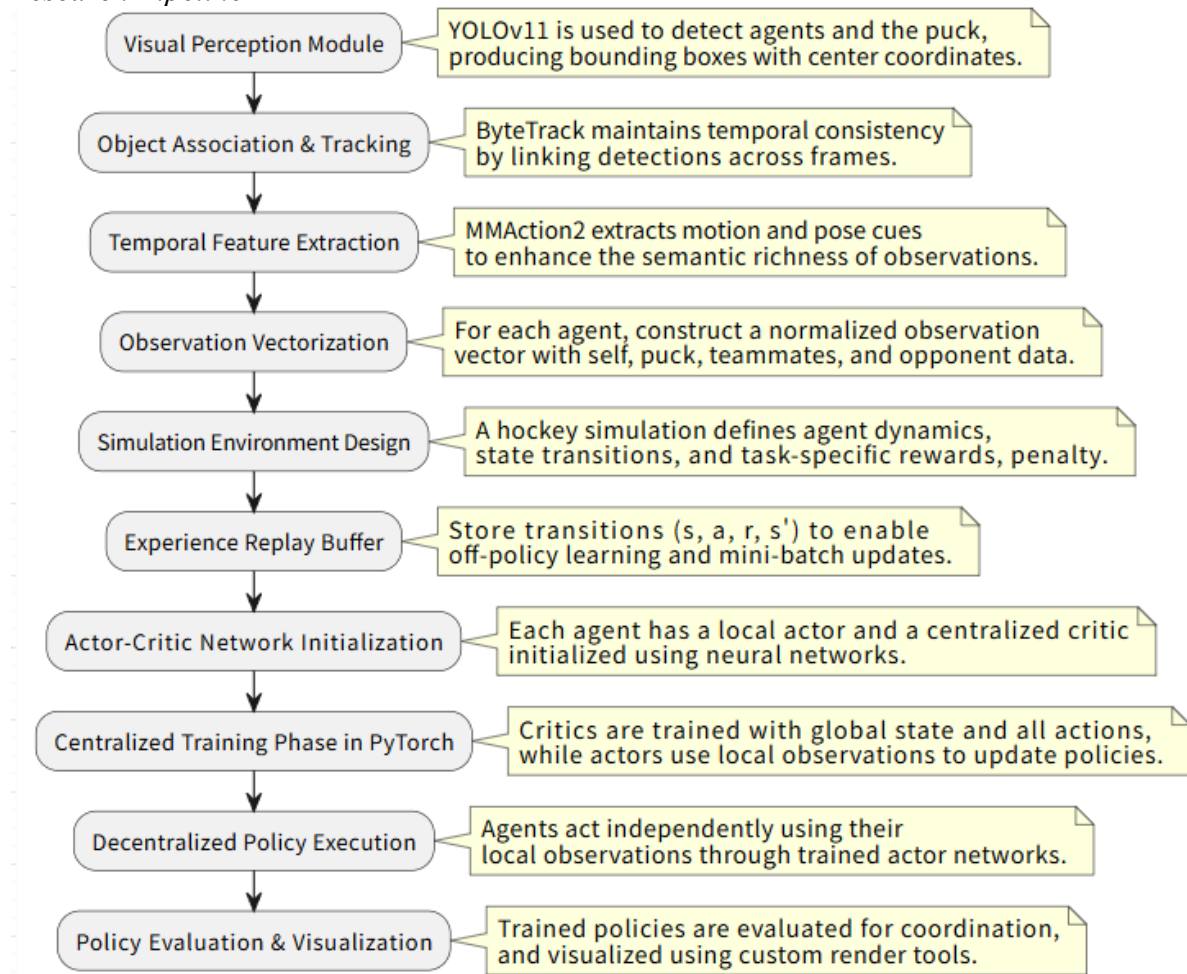 Visual Perception Module
YOLOv11 is used to detect agents and the puck,
producing bounding boxes with center coordinates.
Object Association & Tracking
ByteTrack maintains temporal consistency
by linking detections across frames.
Temporal Feature Extraction
MMAction2 extracts motion and pose cues
to enhance the semantic richness of observations.
Observation Vectorization
For each agent, construct a normalized observation
vector with self, puck, teammates, and opponent data.
Simulation Environment Design
A hockey simulation defines agent dynamics,
state transitions, and task-specific rewards, penalty.
Experience Replay Buffer
Store transitions (s, a, r, s') to enable
off-policy learning and mini-batch updates.
Actor-Critic Network Initialization
Each agent has a local actor and a centralized critic
initialized using neural networks.
Centralized Training Phase in PyTorch
Critics are trained with global state and all actions,
while actors use local observations to update policies.
Decentralized Policy Execution
Agents act independently using their
local observations through trained actor networks.
Policy Evaluation & Visualization
Trained policies are evaluated for coordination,
and visualized using custom render tools.